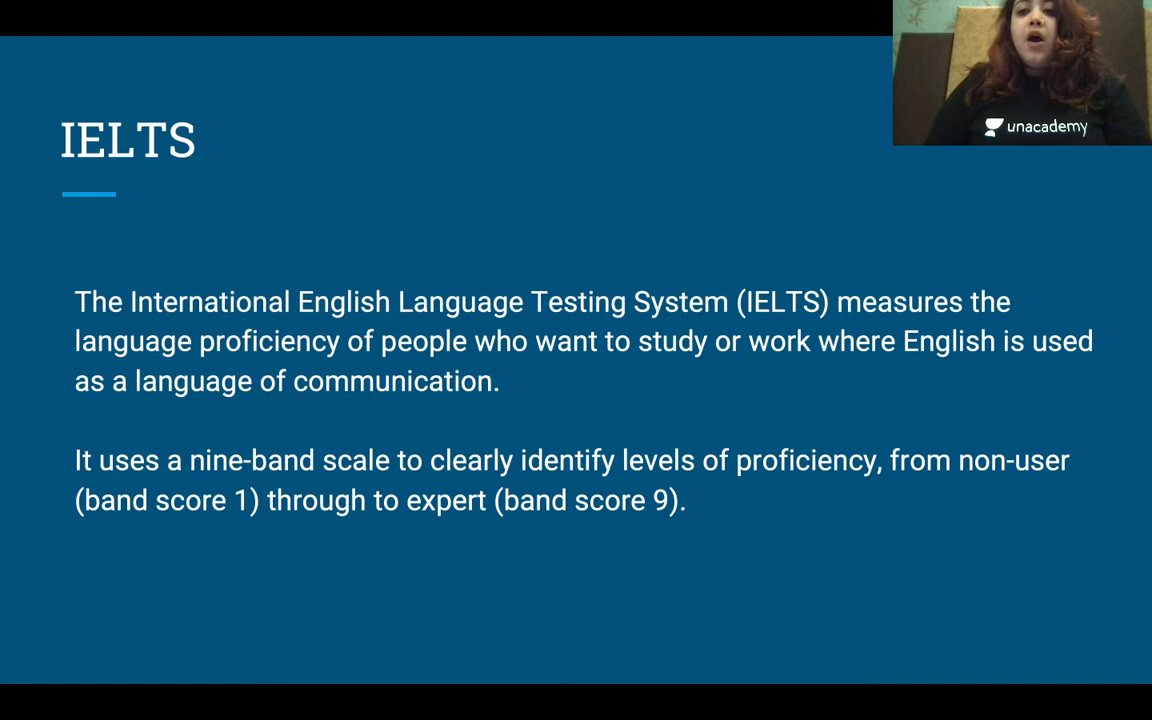 IELTS
unacademy
The International English Language Testing System (IELTS) measures the
language proficiency of people who want to study or work where English is used
as a language of communication.
It uses a nine-band scale to clearly identify levels of proficiency, from non-user
(band score 1) through to expert (band score 9).